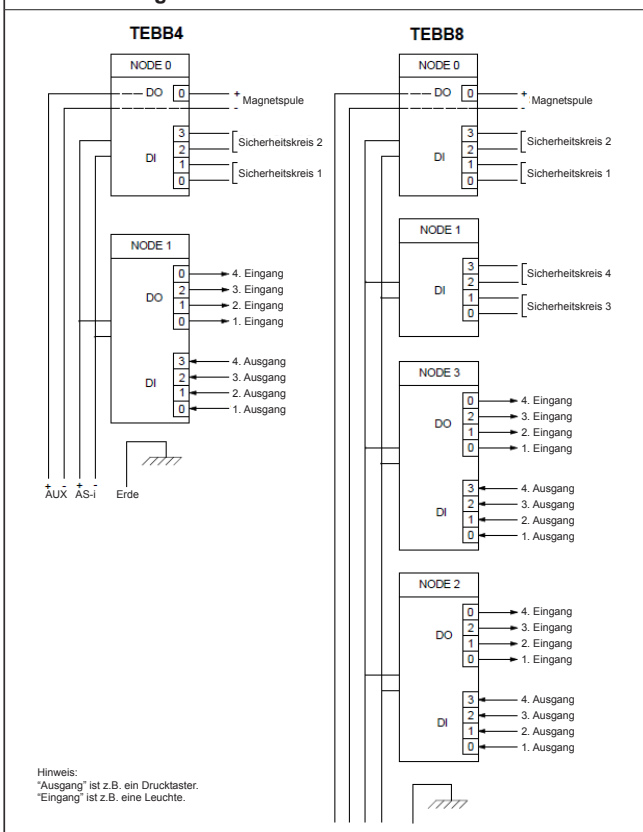 TEBB4
NODE 0
DO 0
+
-
Magnetspule
DI
3
2
1
0
Sicherheitskreis 2
Sicherheitskreis 1
NODE 1
DO
0 4. Eingang
2 3. Eingang
1 2. Eingang
0 1. Eingang
DI
3 4. Ausgang
2 3. Ausgang
1 2. Ausgang
0 1. Ausgang
+ - + -
AUX AS-i Erde
TEBB8
NODE 0
DO 0
+
-
Magnetspule
DI
3
2
1
0
Sicherheitskreis 2
Sicherheitskreis 1
NODE 1
DI
3
2
1
0
Sicherheitskreis 4
Sicherheitskreis 3
NODE 3
DO
0 4. Eingang
2 3. Eingang
1 2. Eingang
0 1. Eingang
DI
3 4. Ausgang
2 3. Ausgang
1 2. Ausgang
0 1. Ausgang
NODE 2
DO
0 4. Eingang
2 3. Eingang
1 2. Eingang
0 1. Eingang
DI
3 4. Ausgang
2 3. Ausgang
1 2. Ausgang
0 1. Ausgang
Hinweis:
"Ausgang" ist z.B. ein Drucktaster.
"Eingang" ist z.B. eine Leuchte.